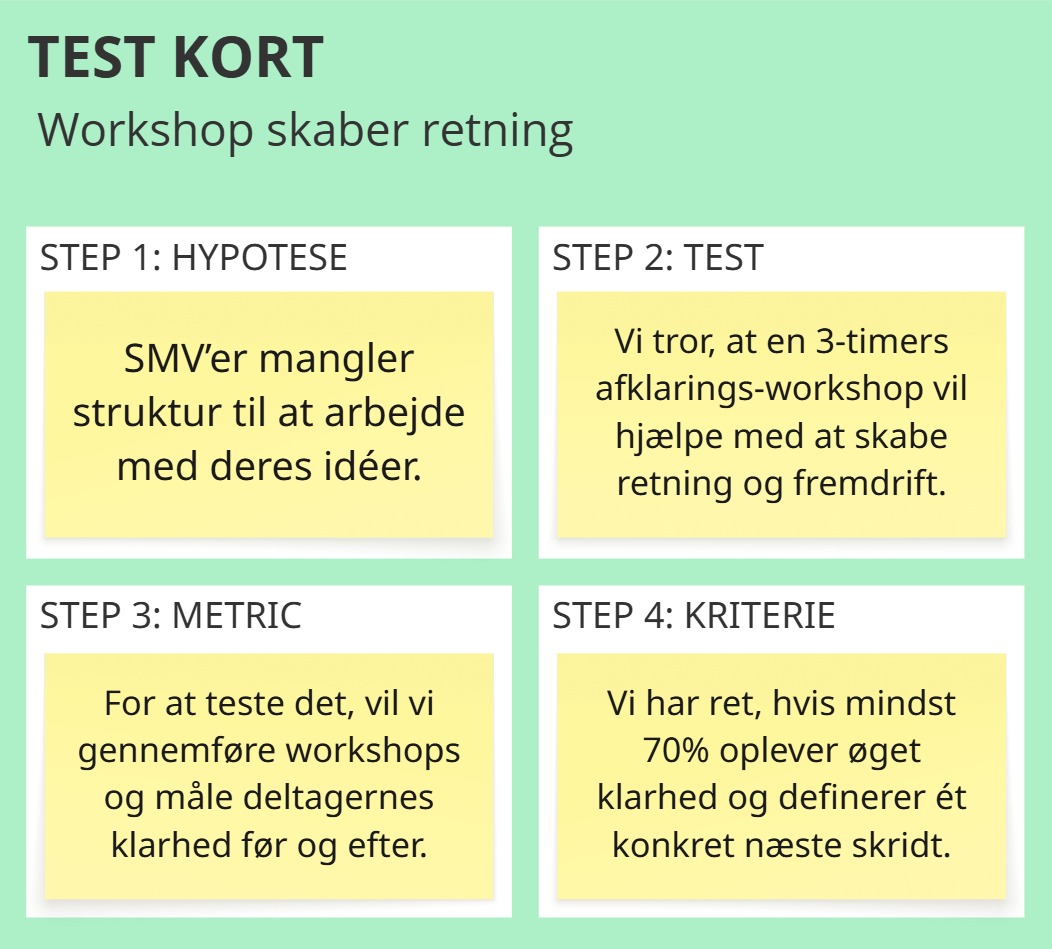 TEST KORT
Workshop skaber retning
STEP 1: HYPOTESE
SMV’er mangler
struktur til at arbejde
med deres idéer.
STEP 2: TEST
Vi tror, at en 3-timers
afklarings-workshop vil
hjælpe med at skabe
retning og fremdrift.
STEP 3: METRIC
For at teste det, vil vi
gennemføre workshops
og måle deltagernes
klarhed før og efter.
STEP 4: KRITERIE
Vi har ret, hvis mindst
70% oplever øget
klarhed og definerer ét
konkret næste skridt.